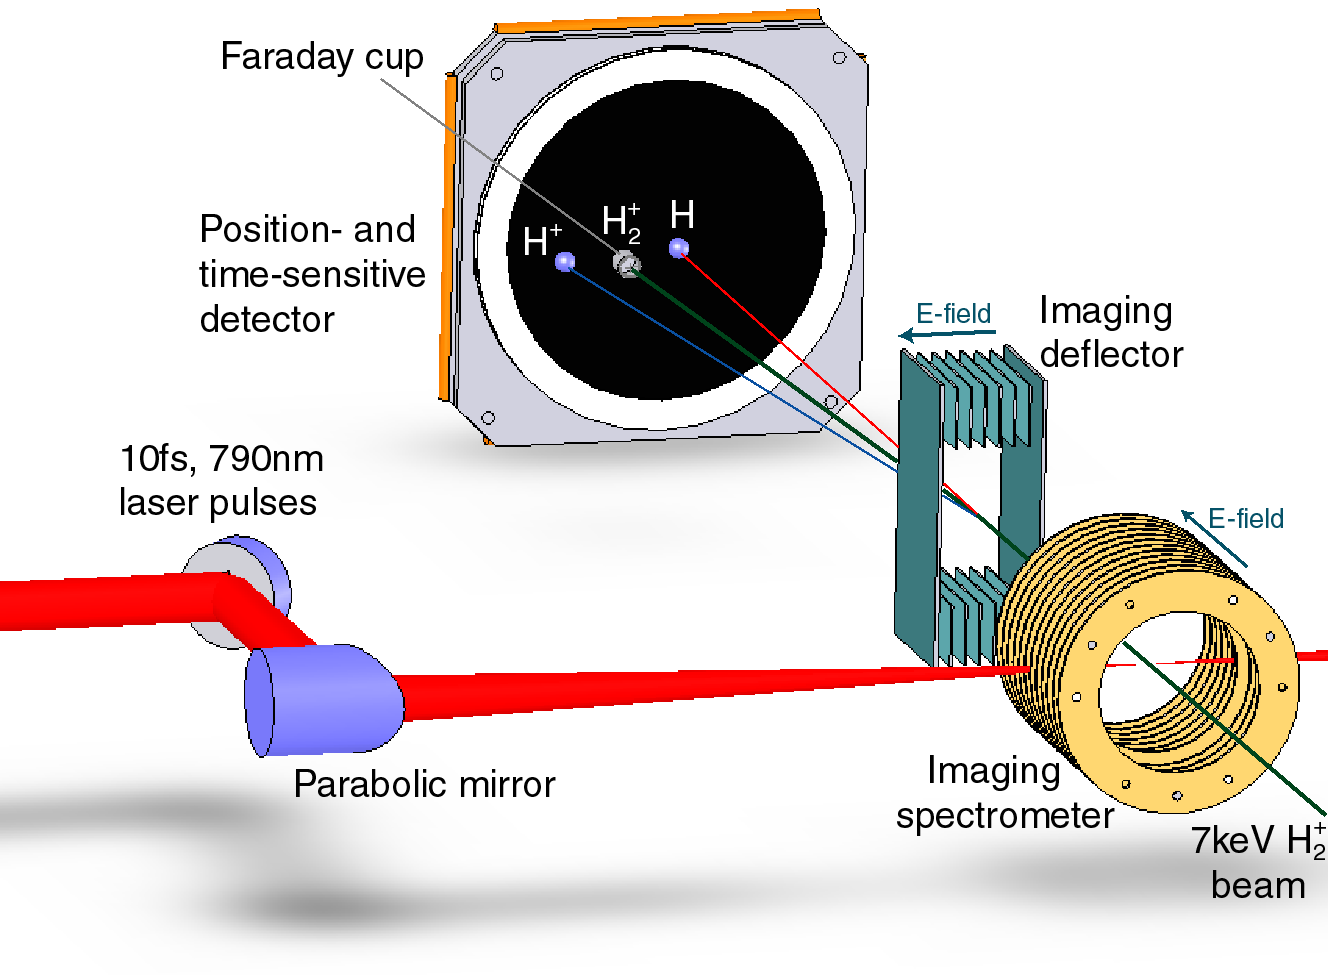 Faraday cup
Position- and
time-sensitive
detector
H⁺
H₂⁺
H
E-field
Imaging
deflector
10fs, 790nm
laser pulses
E-field
Parabolic mirror
Imaging
spectrometer
7keV H₂⁺
beam